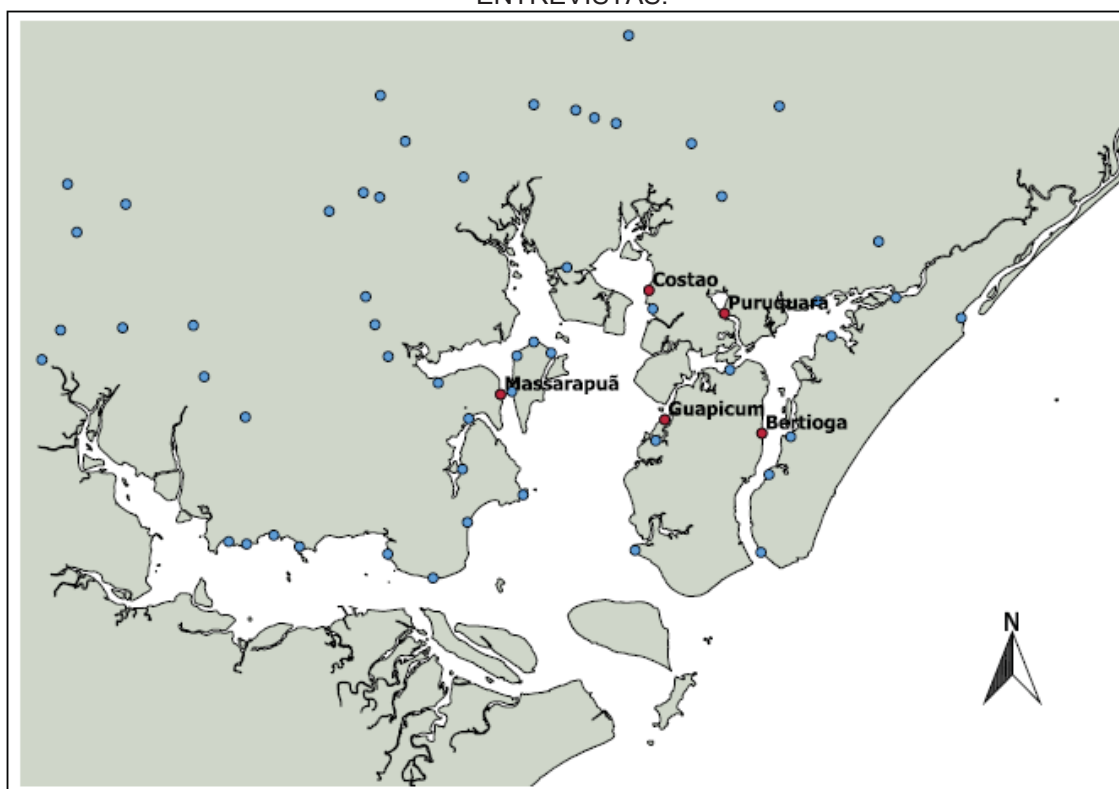 ENTREVISTAS.
Costao
Puruquara
Massarapuã
Guapicum
Bertioga
N